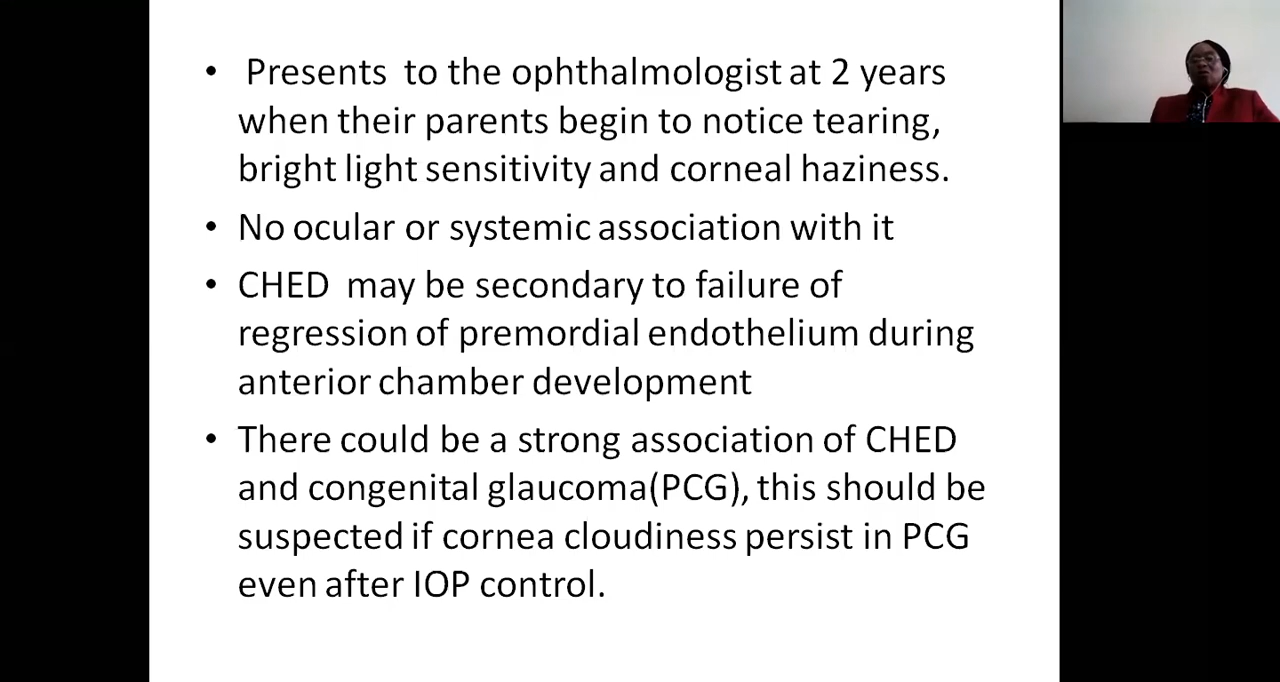 • Presents to the ophthalmologist at 2 years
when their parents begin to notice tearing,
bright light sensitivity and corneal haziness.
• No ocular or systemic association with it
• CHED may be secondary to failure of
regression of premordial endothelium during
anterior chamber development
• There could be a strong association of CHED
and congenital glaucoma(PCG), this should be
suspected if cornea cloudiness persist in PCG
even after IOP control.